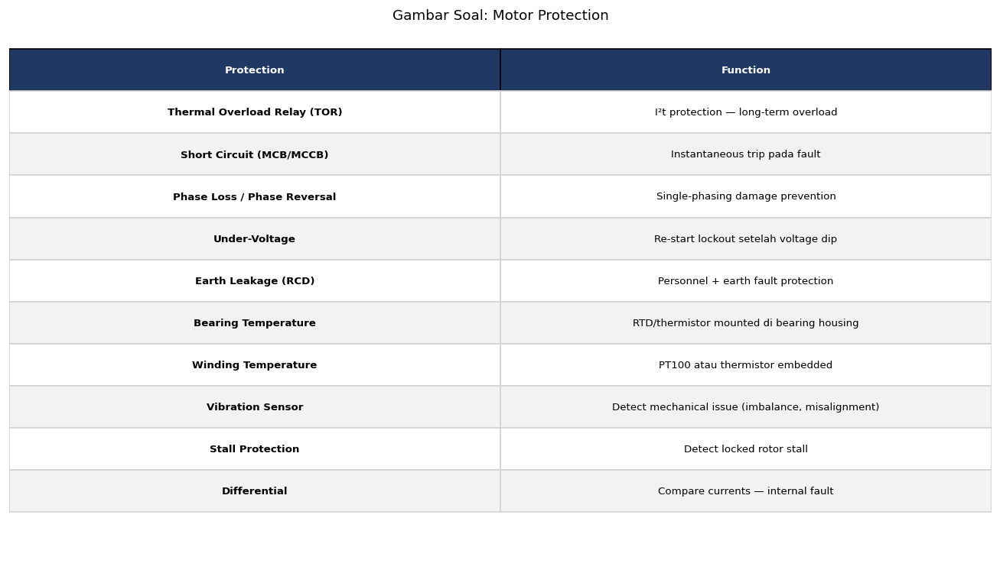 Gambar Soal: Motor Protection
Protection Function
Thermal Overload Relay (TOR) I²t protection — long-term overload
Short Circuit (MCB/MCCB) Instantaneous trip pada fault
Phase Loss / Phase Reversal Single-phasing damage prevention
Under-Voltage Re-start lockout setelah voltage dip
Earth Leakage (RCD) Personnel + earth fault protection
Bearing Temperature RTD/thermistor mounted di bearing housing
Winding Temperature PT100 atau thermistor embedded
Vibration Sensor Detect mechanical issue (imbalance, misalignment)
Stall Protection Detect locked rotor stall
Differential Compare currents — internal fault